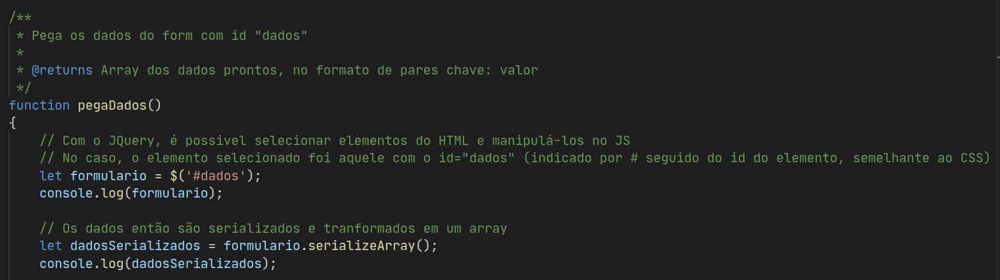 /**
 * Pega os dados do form com id "dados"
 *
 * @returns Array dos dados prontos, no formato de pares chave: valor
 */
function pegaDados()
{
    // Com o JQuery, é possivel selecionar elementos do HTML e manipulá-los no JS
    // No caso, o elemento selecionado foi aquele com o id="dados" (indicado por # seguido do id do elemento, semelhante ao CSS)
    let formulario = $('#dados');
    console.log(formulario);

    // Os dados então são serializados e tranformados em um array
    let dadosSerializados = formulario.serializeArray();
    console.log(dadosSerializados);